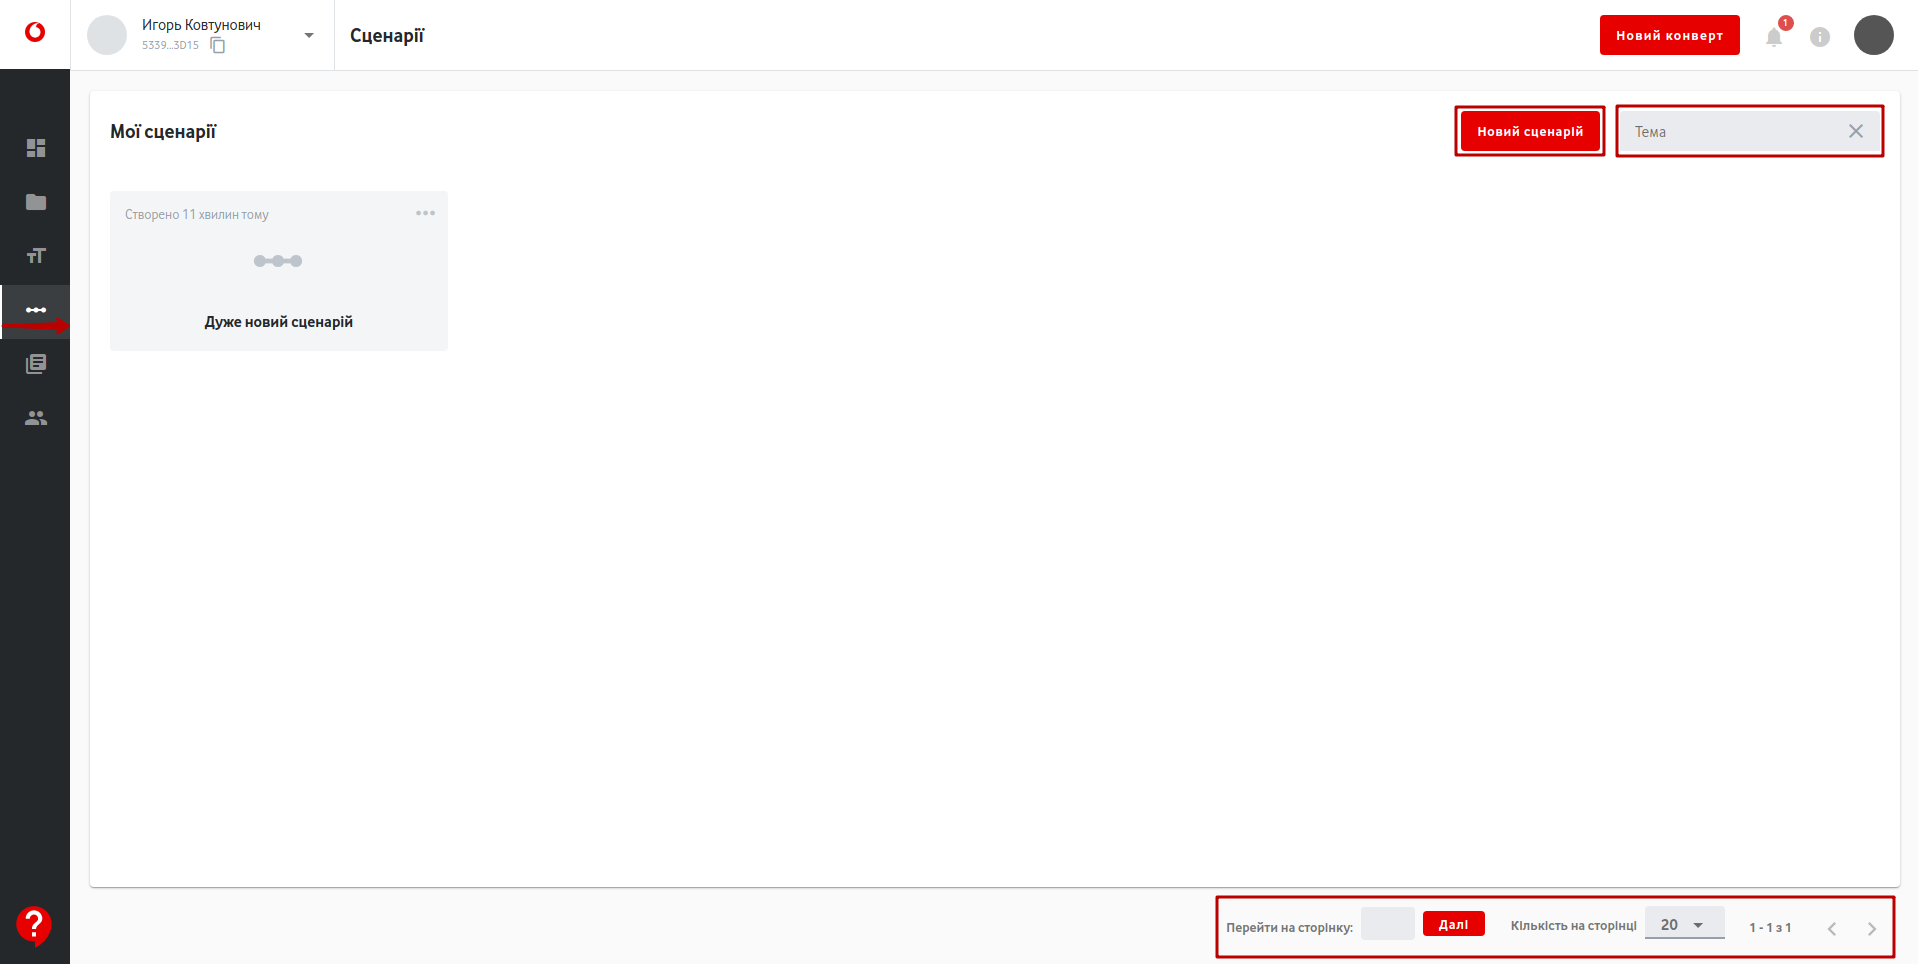 Игорь Ковтунович
5339...3D15
Сценарії
Новий конверт
1
Мої сценарії
Новий сценарій
Тема
Створено 11 хвилин тому
Дуже новий сценарій
Перейти на сторінку:
Далі
Кількість на сторінці
20
1 - 1 з 1